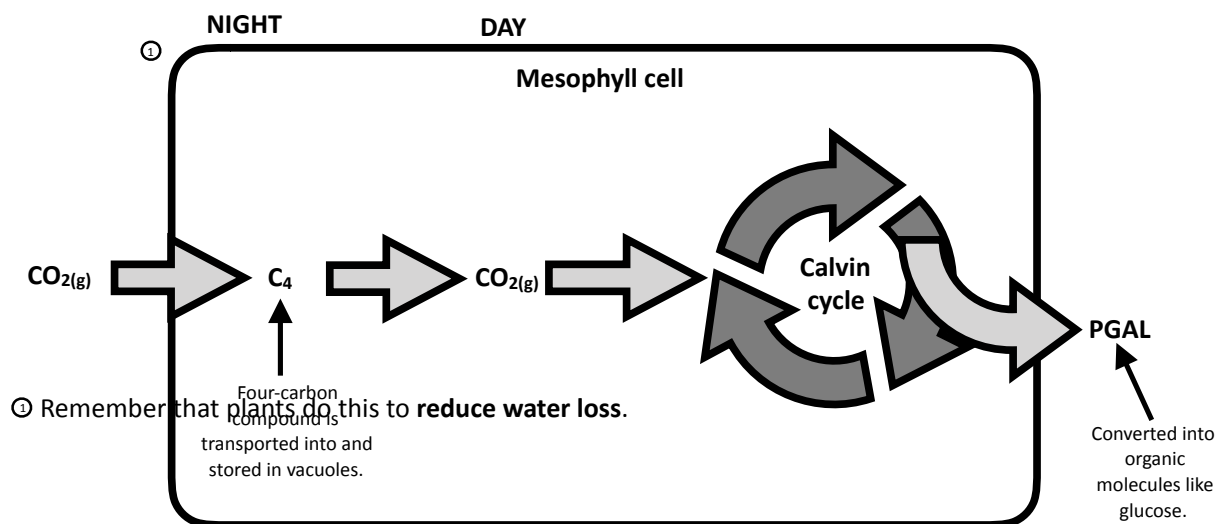 NIGHT
DAY
①
Mesophyll cell
CO2(g)
C4
CO2(g)
Calvin
cycle
PGAL
Four-carbon
compound is
transported into and
stored in vacuoles.
① Remember that plants do this to reduce water loss.
Converted into
organic
molecules like
glucose.